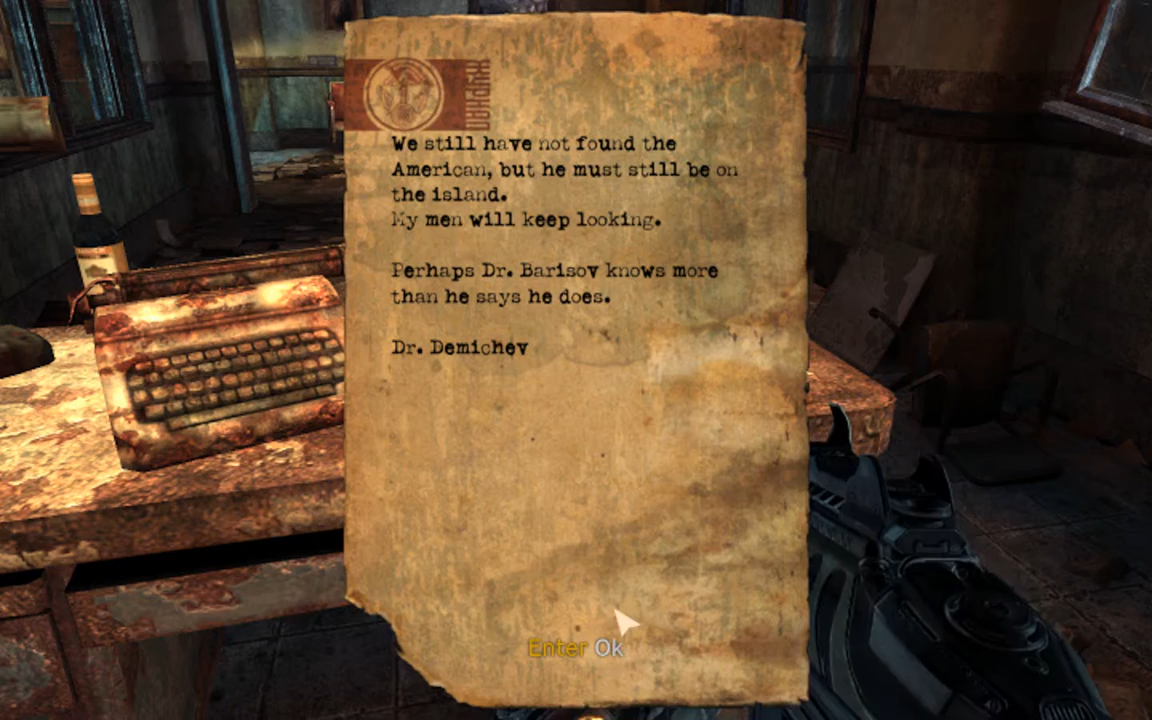 We still have not found the
American, but he must still be on
the island.
My men will keep looking.
Perhaps Dr. Barisov knows more
than he says he does.
Dr. Demichev
Enter Ok